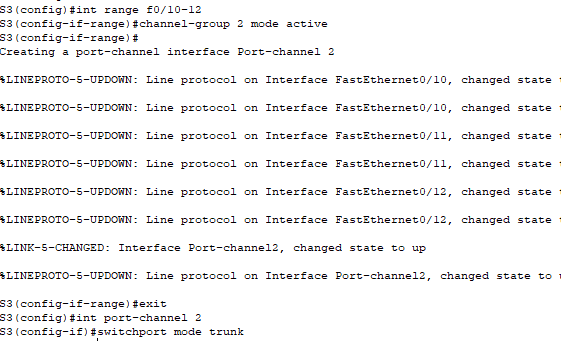 S3(config)#int range f0/10-12
S3(config-if-range)#channel-group 2 mode active
S3(config-if-range)#
Creating a port-channel interface Port-channel 2
%LINEPROTO-5-UPDOWN: Line protocol on Interface FastEthernet0/10, changed state
%LINEPROTO-5-UPDOWN: Line protocol on Interface FastEthernet0/10, changed state
%LINEPROTO-5-UPDOWN: Line protocol on Interface FastEthernet0/11, changed state
%LINEPROTO-5-UPDOWN: Line protocol on Interface FastEthernet0/11, changed state
%LINEPROTO-5-UPDOWN: Line protocol on Interface FastEthernet0/12, changed state
%LINEPROTO-5-UPDOWN: Line protocol on Interface FastEthernet0/12, changed state
%LINK-5-CHANGED: Interface Port-channel2, changed state to up
%LINEPROTO-5-UPDOWN: Line protocol on Interface Port-channel2, changed state to
S3(config-if-range)#exit
S3(config)#int port-channel 2
S3(config-if)#switchport mode trunk